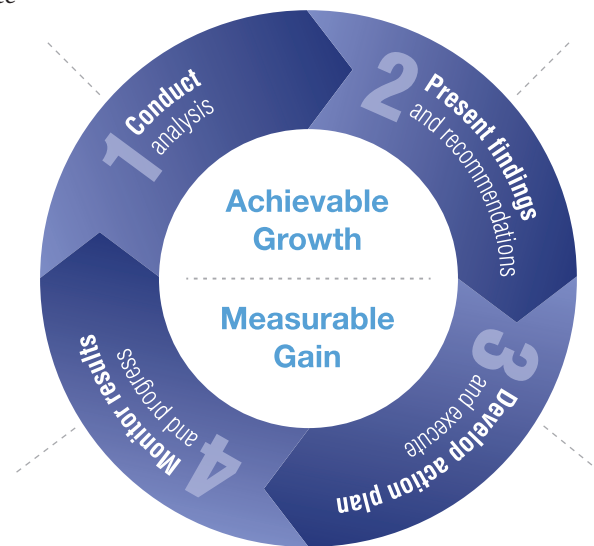 1
Conduct
analysis
2
Present findings
and recommendations
3
Develop action plan
and execute
4
Monitor results
and progress
Achievable
Growth
Measurable
Gain